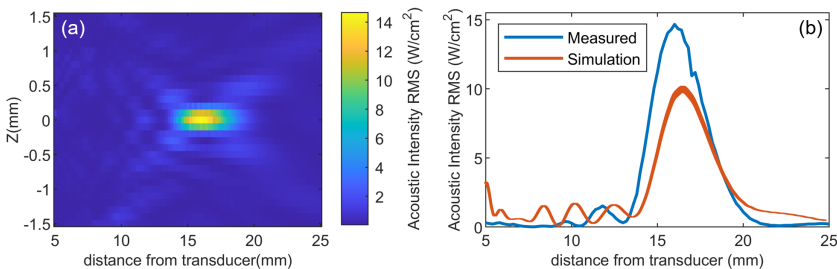 (a)
1.5
1
0.5
0
-0.5
-1
-1.5
Z(mm)
5 10 15 20 25
distance from transducer(mm)
14
12
10
8
6
4
2
Acoustic Intensity RMS (W/cm²)
(b)
Measured
Simulation
15
10
5
0
Acoustic Intensity RMS (W/cm²)
5 10 15 20 25
distance from transducer (mm)